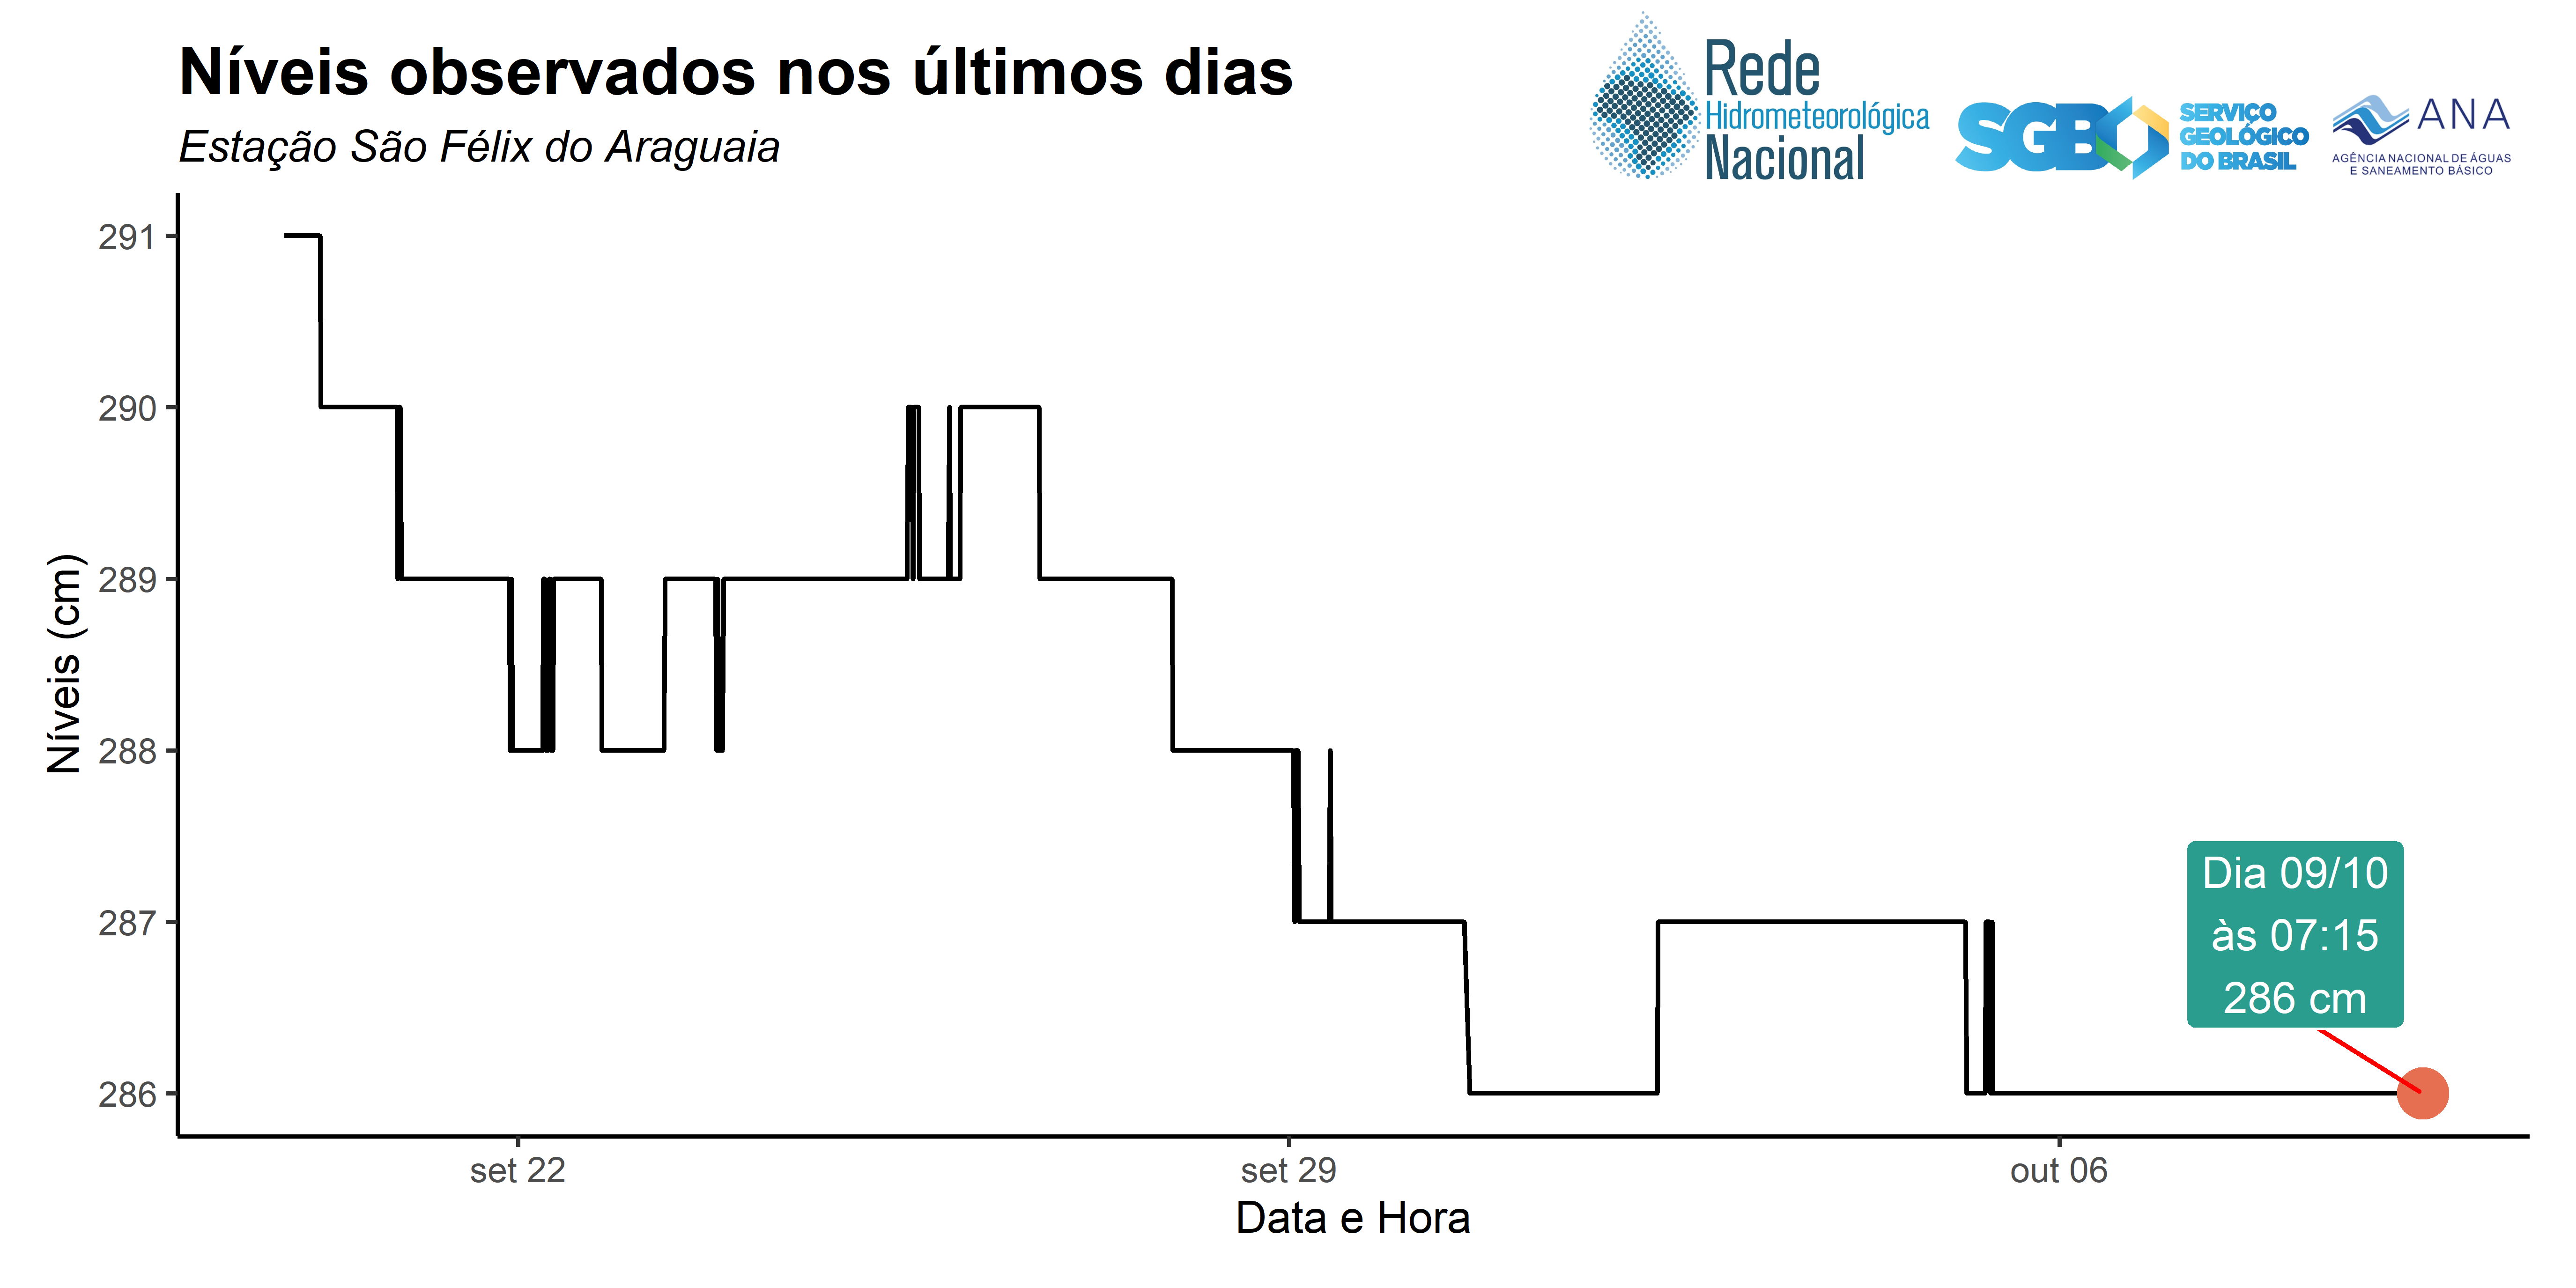 Níveis observados nos últimos dias
Estação São Félix do Araguaia
Rede
Hidrometeorológica
Nacional
SGB
SERVIÇO
GEOLÓGICO
DO BRASIL
ANA
AGÊNCIA NACIONAL DE ÁGUAS
E SANEAMENTO BÁSICO
Níveis (cm)
291
290
289
288
287
286
Dia 09/10
às 07:15
286 cm
set 22
set 29
out 06
Data e Hora